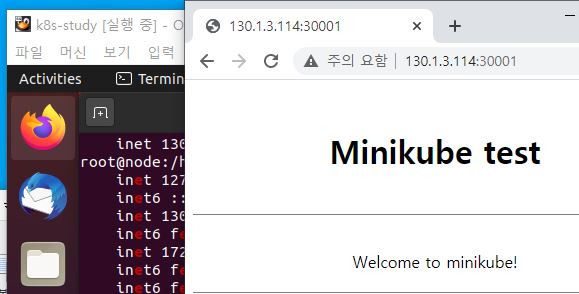 k8s-study [실행 중] - O
파일 머신 보기 입력
Activities
Termin
inet 130
root@node:/h
inet 127
inet6 ::
inet 130
inet6 fe
inet 172
inet6 fe
inet6 fe
130.1.3.114:30001
주의 요함 130.1.3.114:30001
Minikube test
Welcome to minikube!